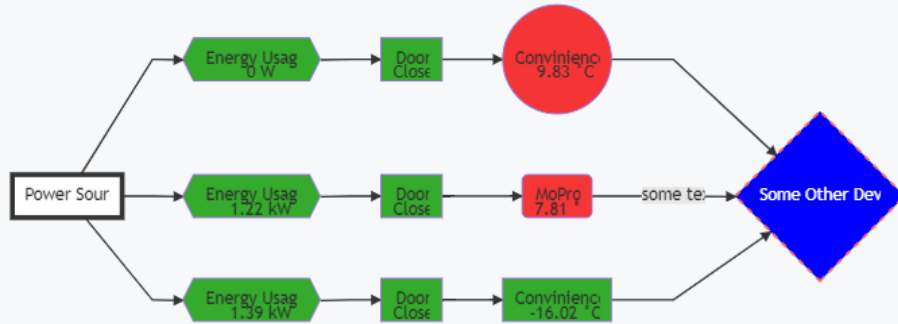 Energy Usag
0 W
Door
Close
Convinienc
9.83 °C
Power Sour
Energy Usag
1.22 kW
Door
Close
MoPro
7.81 °
some te
Some Other Dev
Energy Usag
1.39 kW
Door
Close
Convinienc
-16.02 °C